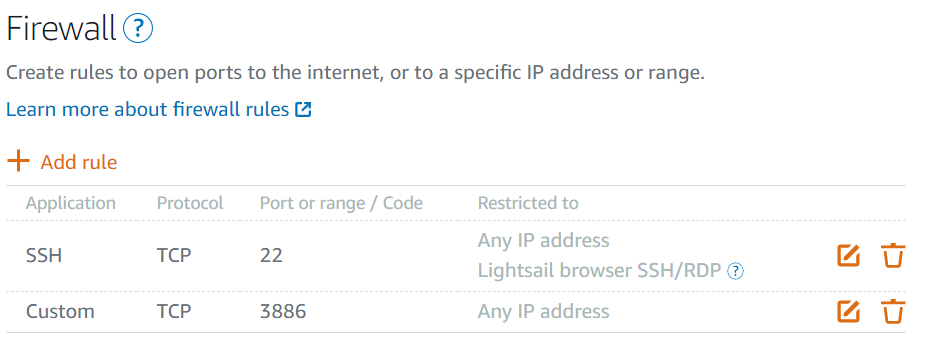 Firewall ?
Create rules to open ports to the internet, or to a specific IP address or range.
Learn more about firewall rules
+ Add rule
Application Protocol Port or range / Code Restricted to
SSH TCP 22 Any IP address
Lightsail browser SSH/RDP ?
Custom TCP 3886 Any IP address